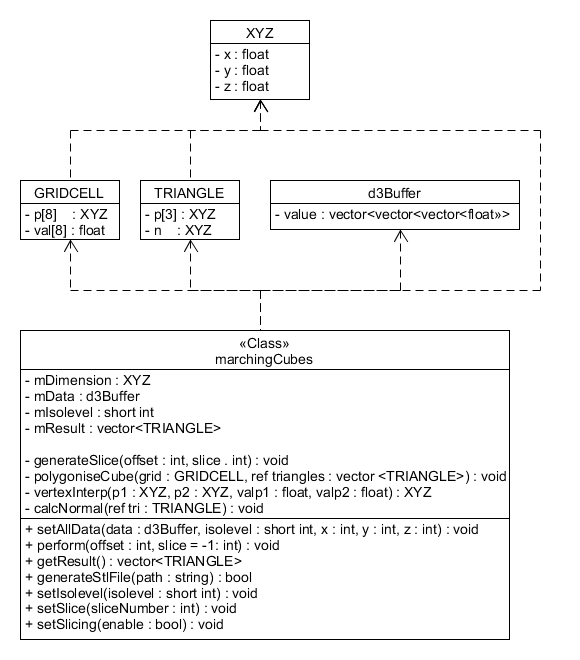 XYZ
- x : float
- y : float
- z : float
GRIDCELL
- p[8] : XYZ
- val[8] : float
TRIANGLE
- p[3] : XYZ
- n : XYZ
d3Buffer
- value : vector<vector<vector<float»>
«Class»
marchingCubes
- mDimension : XYZ
- mData : d3Buffer
- mIsolevel : short int
- mResult : vector<TRIANGLE>
- generateSlice(offset : int, slice . int) : void
- polygoniseCube(grid : GRIDCELL, ref triangles : vector <TRIANGLE>) : void
- vertexInterp(p1 : XYZ, p2 : XYZ, valp1 : float, valp2 : float) : XYZ
- calcNormal(ref tri : TRIANGLE) : void
+ setAllData(data : d3Buffer, isolevel : short int, x : int, y : int, z : int) : void
+ perform(offset : int, slice = -1: int) : void
+ getResult() : vector<TRIANGLE>
+ generateStlFile(path : string) : bool
+ setIsolevel(isolevel : short int) : void
+ setSlice(sliceNumber : int) : void
+ setSlicing(enable : bool) : void